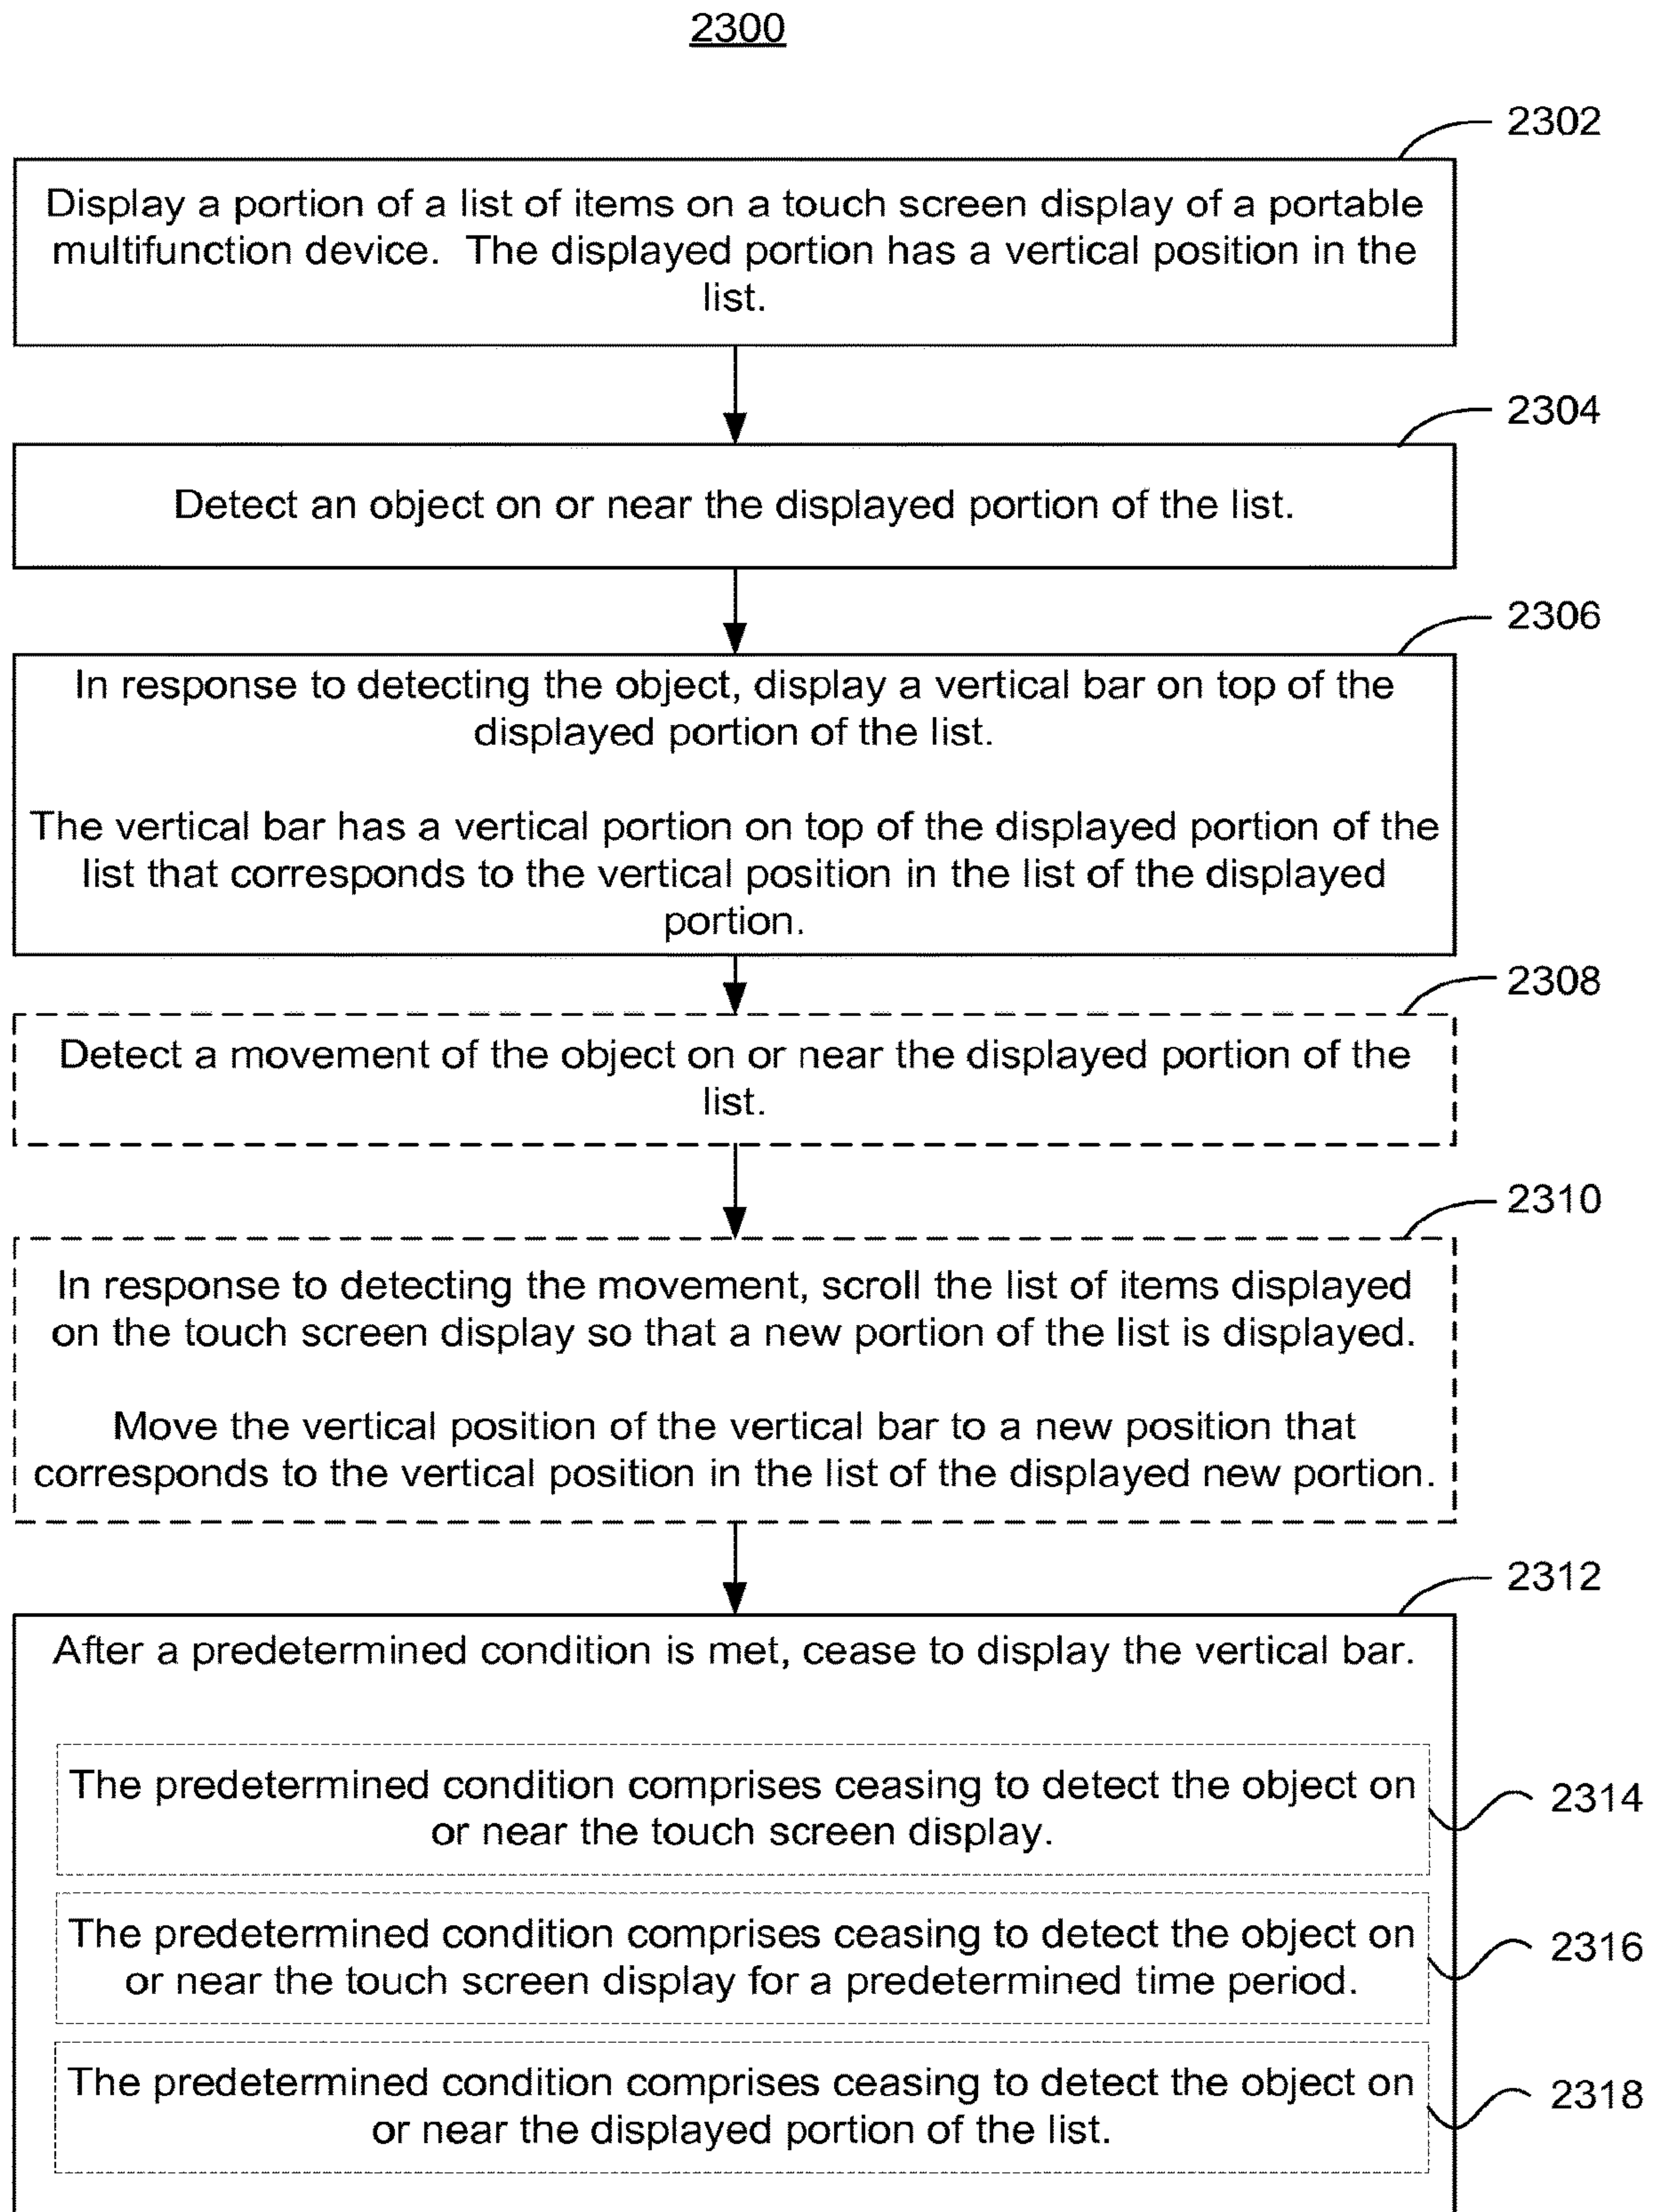 2300
2302
Display a portion of a list of items on a touch screen display of a portable
multifunction device.  The displayed portion has a vertical position in the
list.
2304
Detect an object on or near the displayed portion of the list.
2306
In response to detecting the object, display a vertical bar on top of the
displayed portion of the list.
The vertical bar has a vertical portion on top of the displayed portion of the
list that corresponds to the vertical position in the list of the displayed
portion.
2308
Detect a movement of the object on or near the displayed portion of the
list.
2310
In response to detecting the movement, scroll the list of items displayed
on the touch screen display so that a new portion of the list is displayed.
Move the vertical position of the vertical bar to a new position that
corresponds to the vertical position in the list of the displayed new portion.
2312
After a predetermined condition is met, cease to display the vertical bar.
The predetermined condition comprises ceasing to detect the object on
or near the touch screen display.
2314
The predetermined condition comprises ceasing to detect the object on
or near the touch screen display for a predetermined time period.
2316
The predetermined condition comprises ceasing to detect the object on
or near the displayed portion of the list.
2318